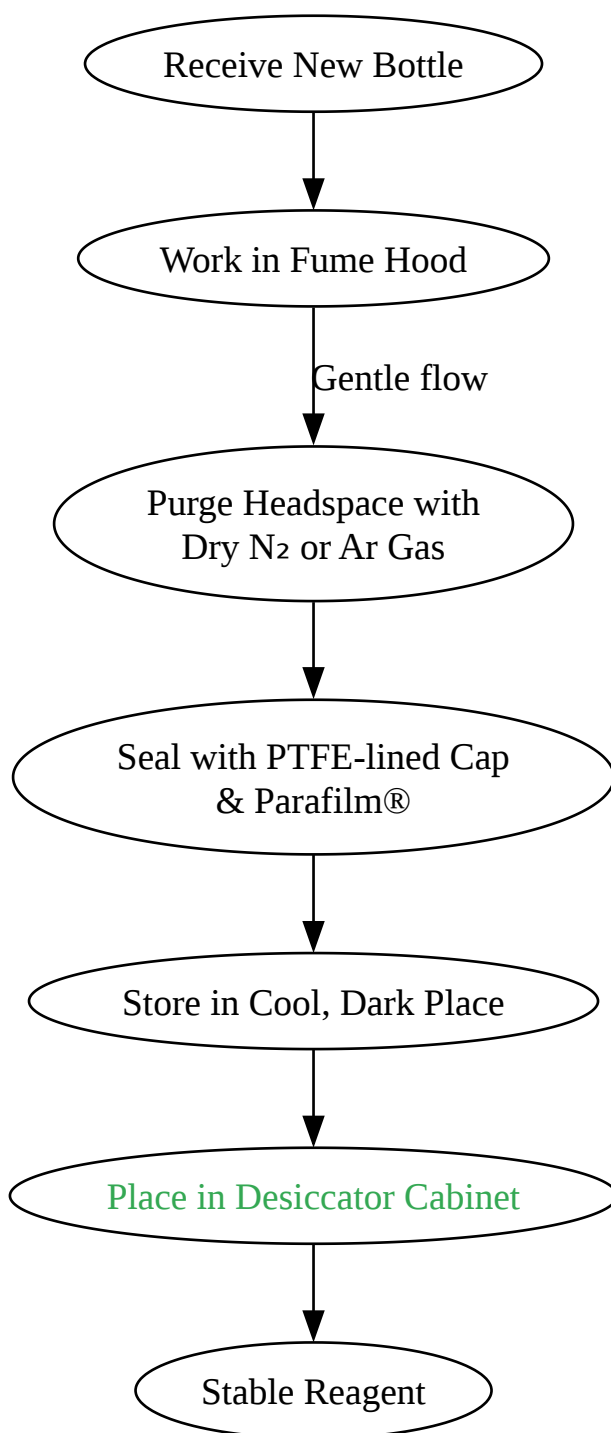 Receive New Bottle
Work in Fume Hood
Gentle flow
Purge Headspace with
Dry N₂ or Ar Gas
Seal with PTFE-lined Cap
& Parafilm®
Store in Cool, Dark Place
Place in Desiccator Cabinet
Stable Reagent